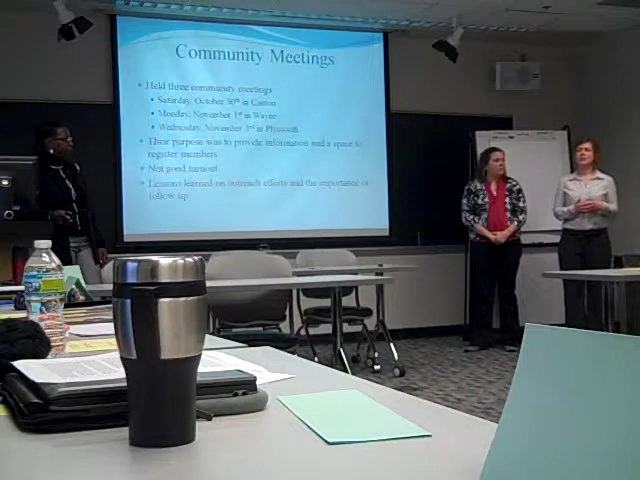 Community Meetings
• Held three community meetings
• Saturday, October 30th in Canton
• Monday, November 1st in Wayne
• Wednesday, November 3rd in Plymouth
• Their purpose was to provide information and a space to
register members
• Not good turnout
• Lessons learned on outreach efforts and the importance of
follow up